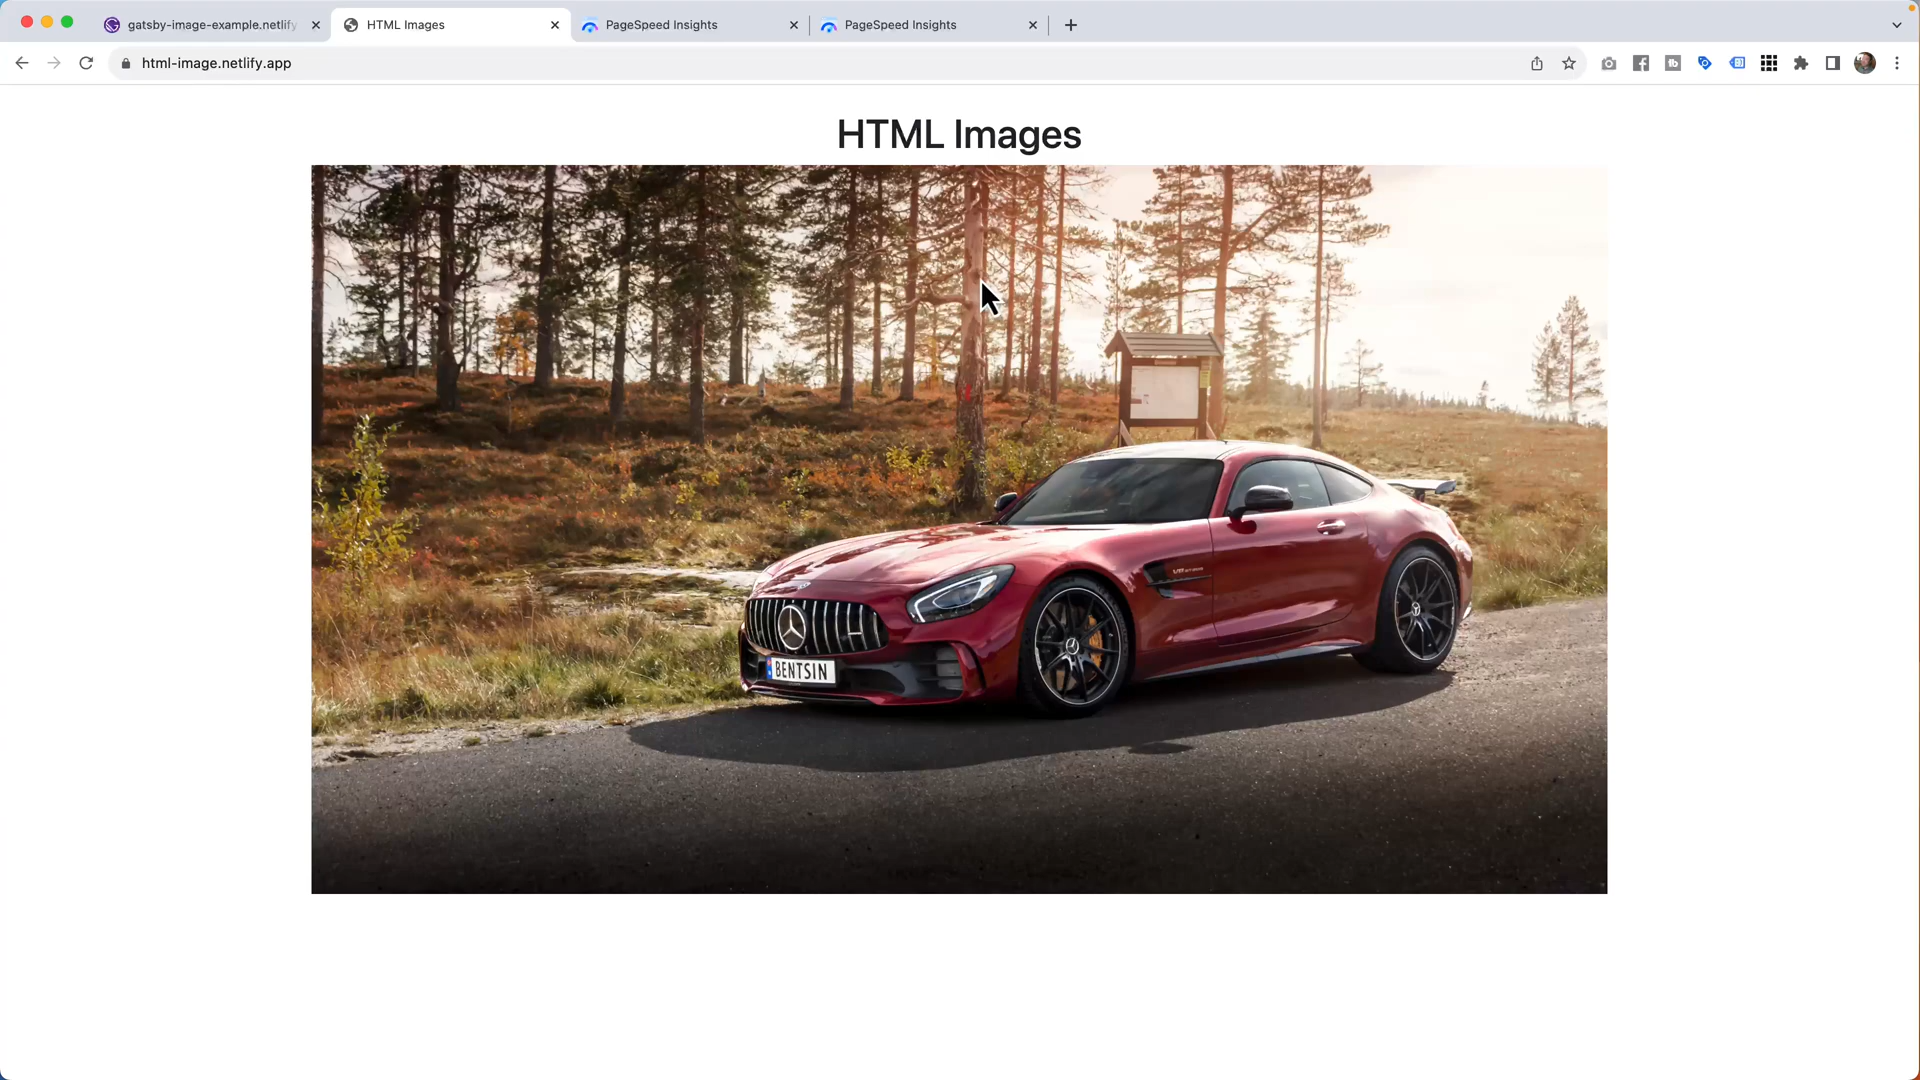 gatsby-image-example.netlify
HTML Images
PageSpeed Insights
PageSpeed Insights
html-image.netlify.app
HTML Images
BENTSIN